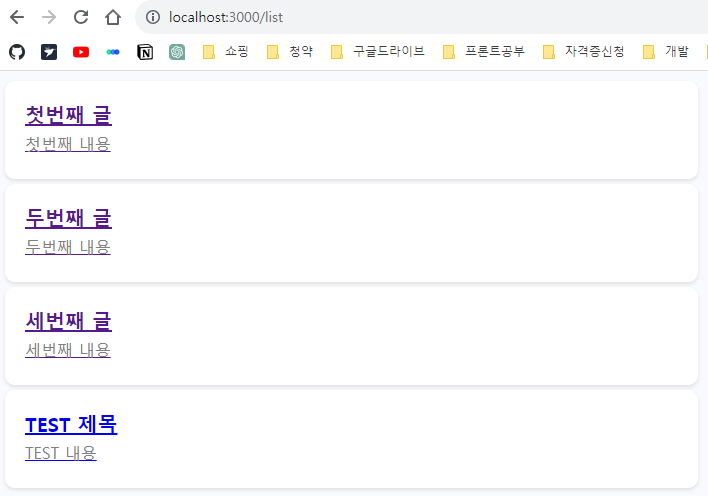 localhost:3000/list
쇼핑 청약 구글드라이브 프론트공부 자격증신청 개발
첫번째 글
첫번째 내용
두번째 글
두번째 내용
세번째 글
세번째 내용
TEST 제목
TEST 내용